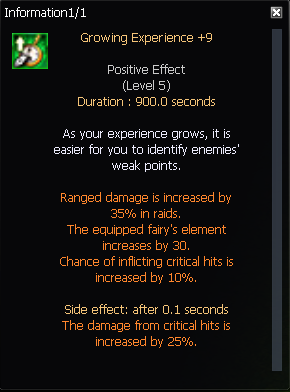 Information1/1
Growing Experience +9
Positive Effect
(Level 5)
Duration : 900.0 seconds
As your experience grows, it is
easier for you to identify enemies'
weak points.
Ranged damage is increased by
35% in raids.
The equipped fairy's element
increases by 30.
Chance of inflicting critical hits is
increased by 10%.
Side effect: after 0.1 seconds
The damage from critical hits is
increased by 25%.